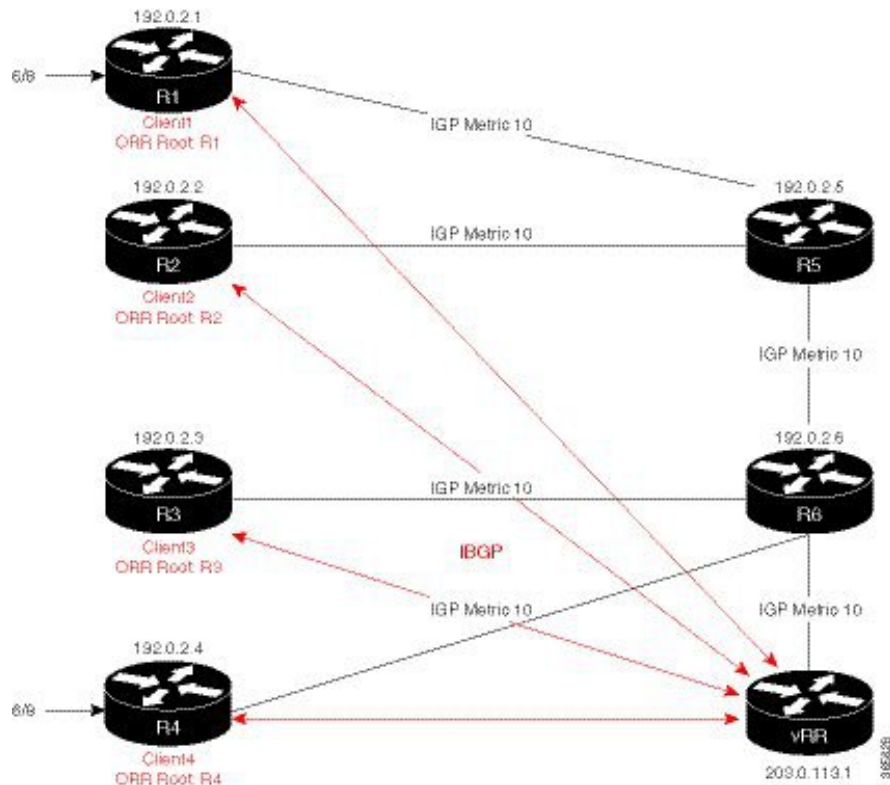 192.0.2.1
6/8
R1
Client1
ORR Root R1
IGP Metric 10
192.0.2.2
192.0.2.5
R2
IGP Metric 10
R5
Client2
ORR Root R2
IGP Metric 10
192.0.2.3
192.0.2.6
R3
IGP Metric 10
R6
Client3
ORR Root R3
IBGP
IGP Metric 10
IGP Metric 10
192.0.2.4
6/8
R4
vRR
Client4
ORR Root R4
209.0.113.1